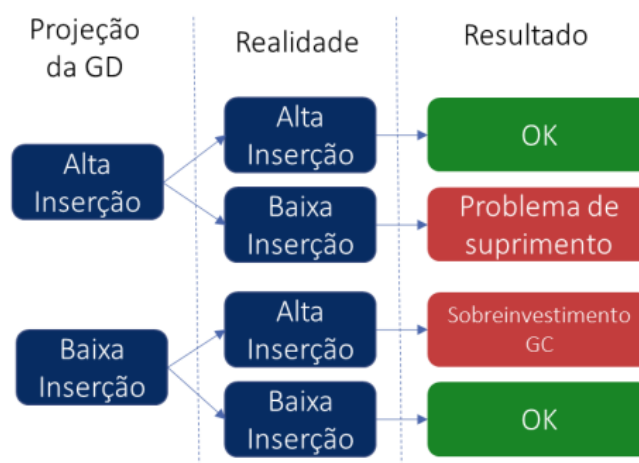 Projeção
da GD
Realidade
Resultado
Alta
Inserção
Alta
Inserção
OK
Baixa
Inserção
Problema de
suprimento
Baixa
Inserção
Alta
Inserção
Sobreinvestimento
GC
Baixa
Inserção
OK